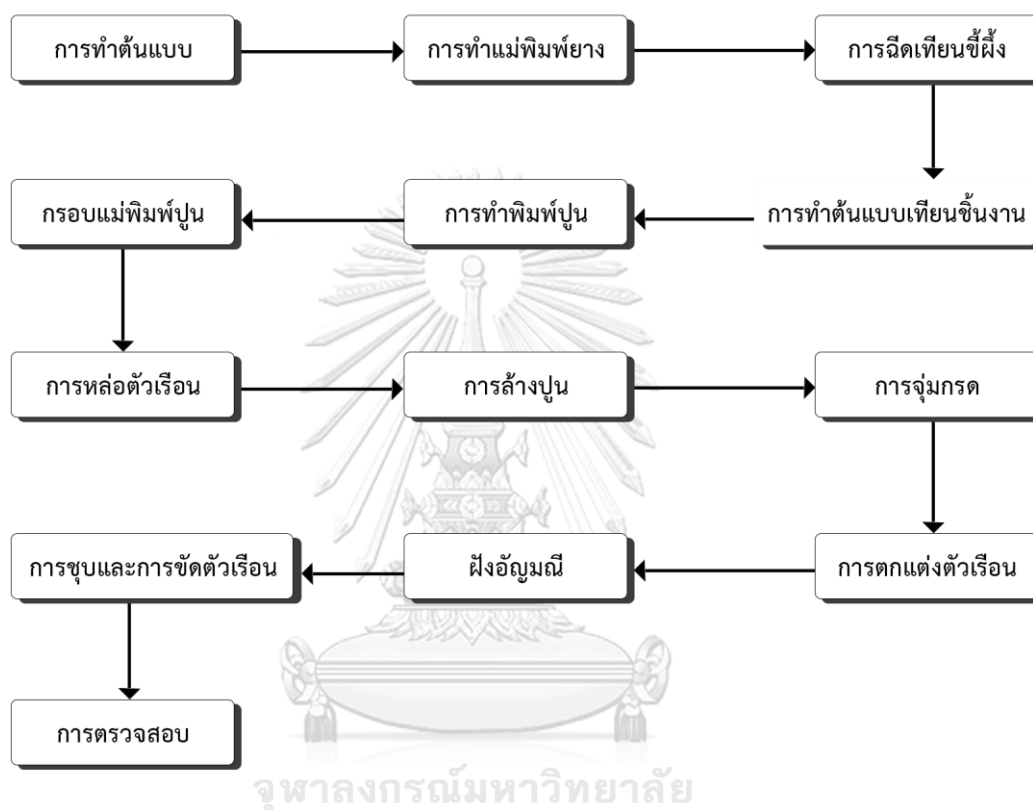 การทำต้นแบบ
การทำแม่พิมพ์ยาง
การฉีดเทียนขี้ผึ้ง
การทำต้นแบบเทียนชิ้นงาน
การทำพิมพ์ปูน
กรอบแม่พิมพ์ปูน
การหล่อตัวเรือน
การล้างปูน
การจุ่มกรด
การตกแต่งตัวเรือน
ฝังอัญมณี
การชุบและการขัดตัวเรือน
การตรวจสอบ
จุฬาลงกรณ์มหาวิทยาลัย